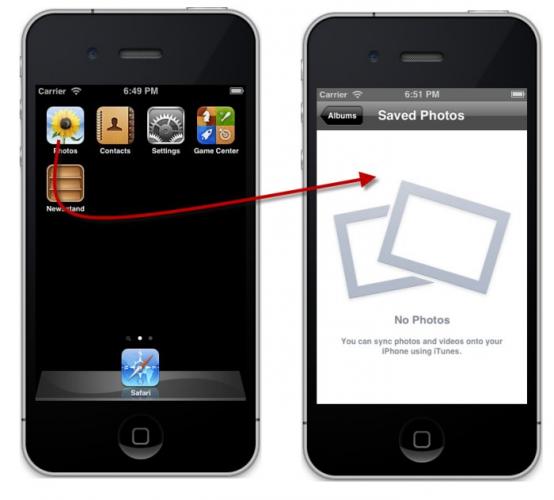 Carrier 6:49 PM
Photos Contacts Settings Game Center
Newsstand
Safari
Carrier 6:51 PM
Albums Saved Photos
No Photos
You can sync photos and videos onto your
iPhone using iTunes.